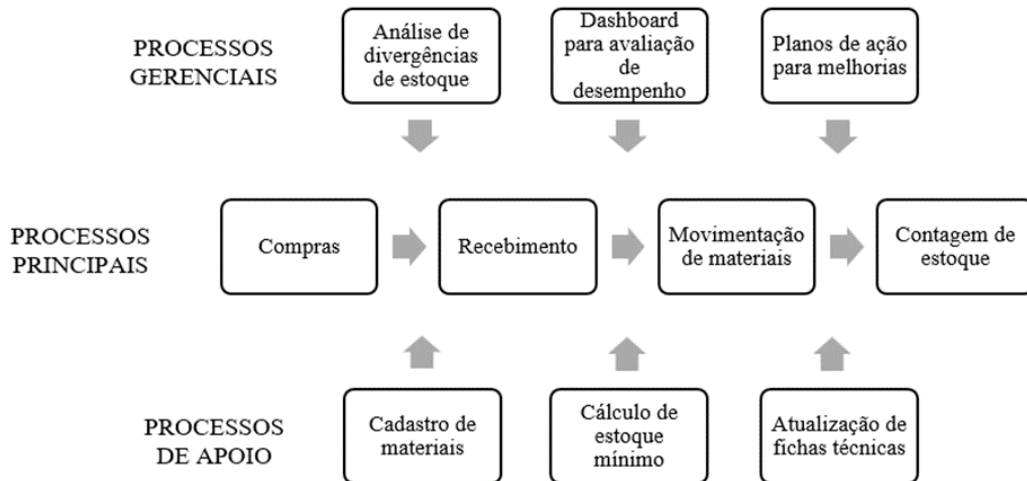 PROCESSOS
GERENCIAIS
Análise de
divergências
de estoque
Dashboard
para avaliação
de
desempenho
Planos de ação
para melhorias
PROCESSOS
PRINCIPAIS
Compras
Recebimento
Movimentação
de materiais
Contagem de
estoque
PROCESSOS
DE APOIO
Cadastro de
materiais
Cálculo de
estoque
mínimo
Atualização de
fichas técnicas